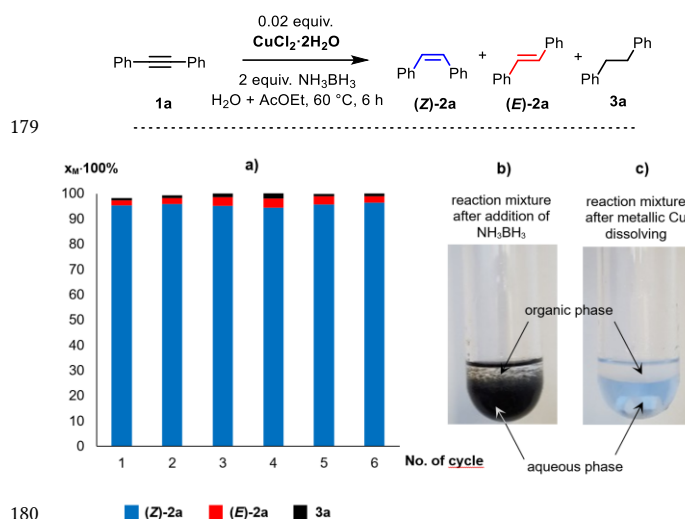 0.02 equiv.
CuCl₂·2H₂O
Ph Ph
2 equiv. NH₃BH₃
H₂O + AcOEt, 60 °C, 6 h
1a
Ph Ph
(Z)-2a
+
Ph
Ph
(E)-2a
+
Ph
Ph
3a
179
xM·100%
a)
100
90
80
70
60
50
40
30
20
10
0
1 2 3 4 5 6
No. of cycle
(Z)-2a (E)-2a 3a
b)
reaction mixture
after addition of
NH₃BH₃
c)
reaction mixture
after metallic Cu
dissolving
organic phase
aqueous phase
180